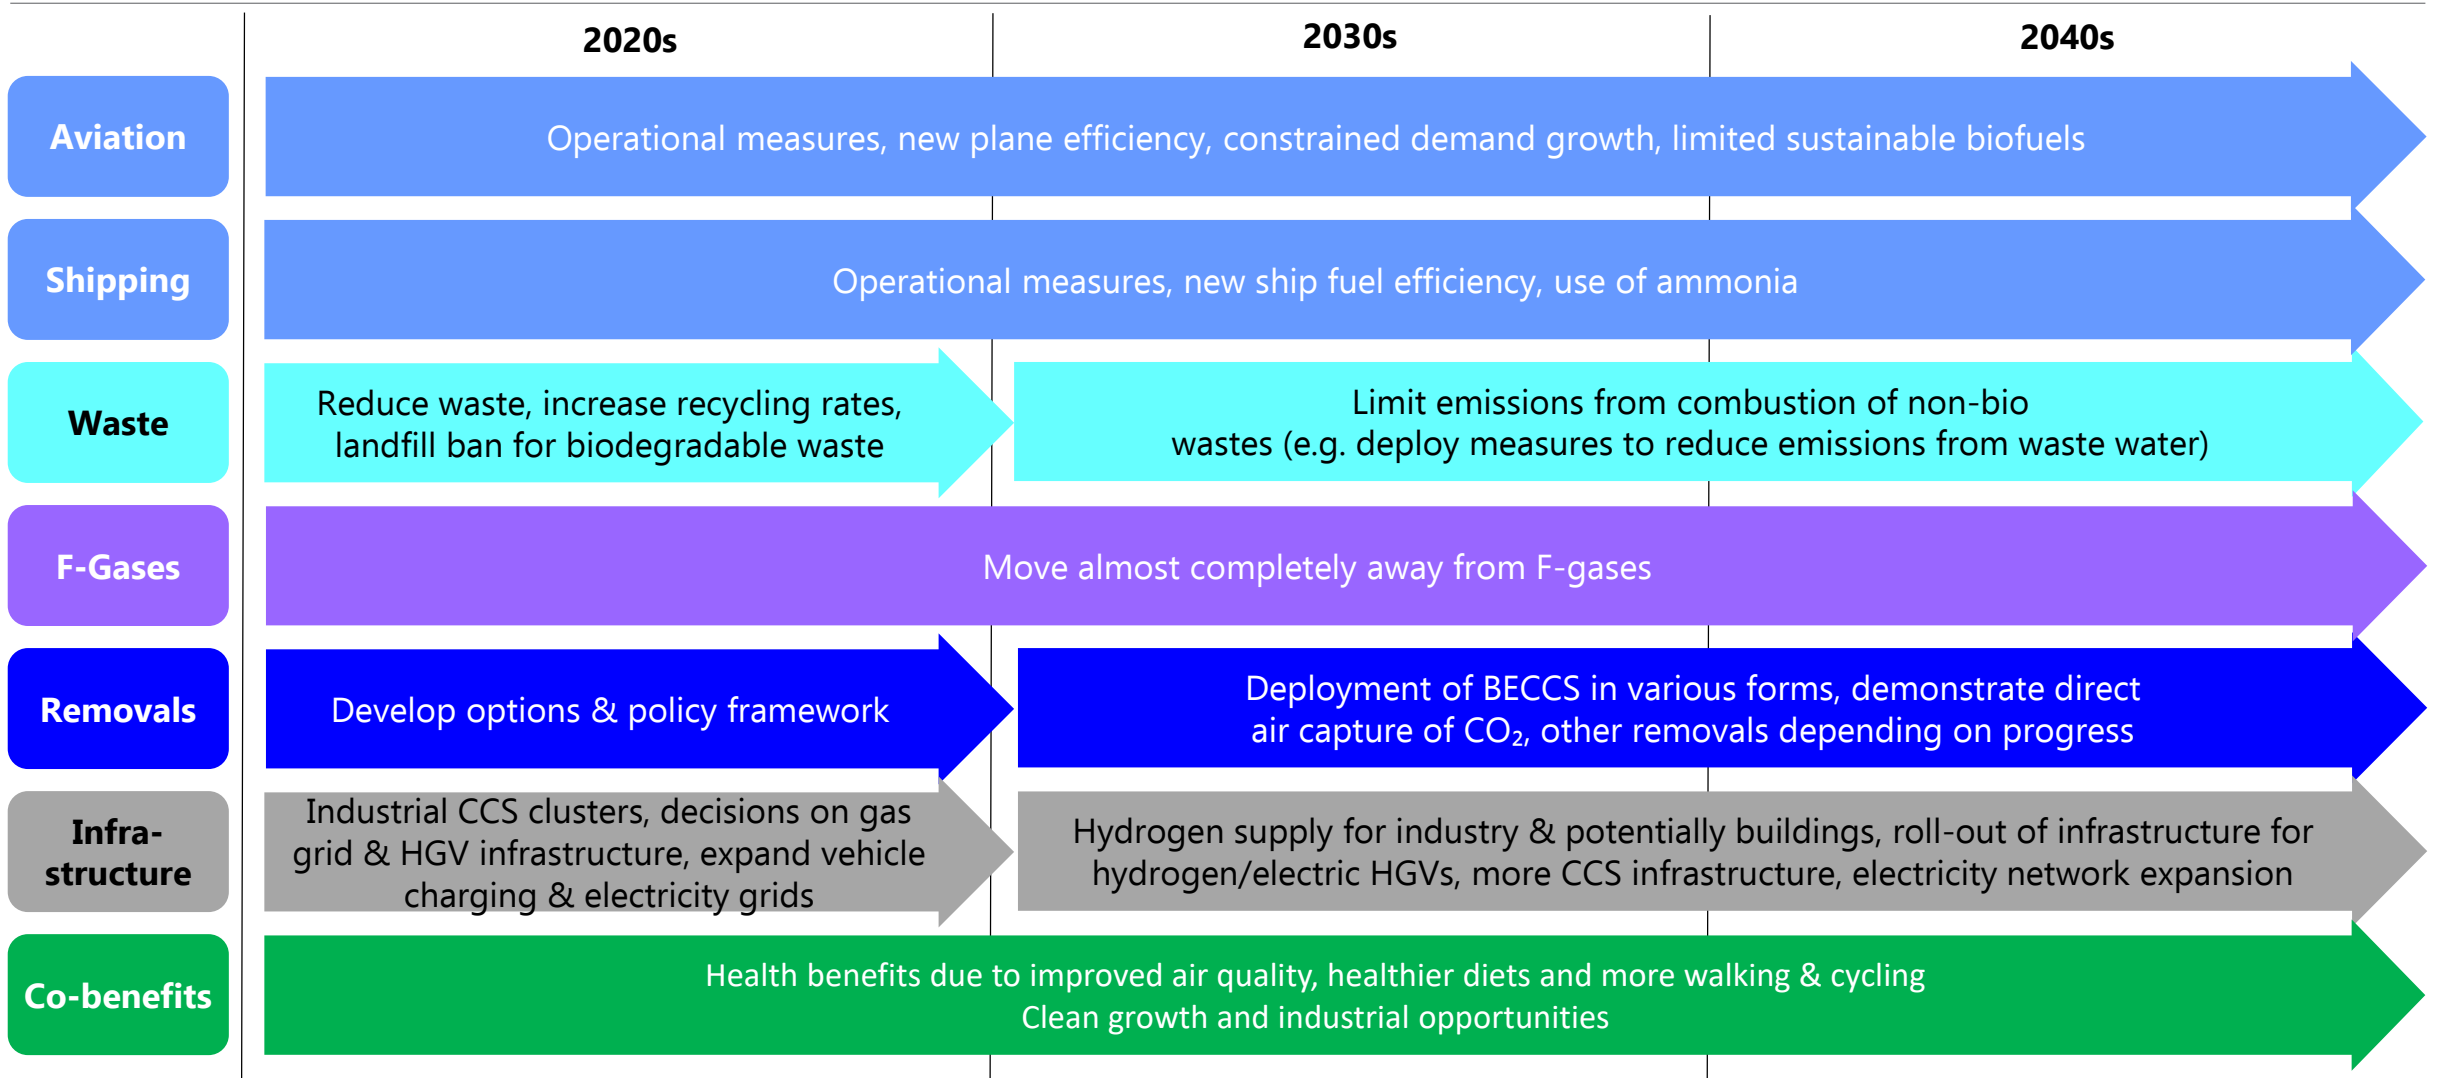 2020s
2030s
2040s
Aviation
Operational measures, new plane efficiency, constrained demand growth, limited sustainable biofuels
Shipping
Operational measures, new ship fuel efficiency, use of ammonia
Waste
Reduce waste, increase recycling rates,
landfill ban for biodegradable waste
Limit emissions from combustion of non-bio
wastes (e.g. deploy measures to reduce emissions from waste water)
F-Gases
Move almost completely away from F-gases
Removals
Develop options & policy framework
Deployment of BECCS in various forms, demonstrate direct
air capture of CO₂, other removals depending on progress
Infra-
structure
Industrial CCS clusters, decisions on gas
grid & HGV infrastructure, expand vehicle
charging & electricity grids
Hydrogen supply for industry & potentially buildings, roll-out of infrastructure for
hydrogen/electric HGVs, more CCS infrastructure, electricity network expansion
Co-benefits
Health benefits due to improved air quality, healthier diets and more walking & cycling
Clean growth and industrial opportunities